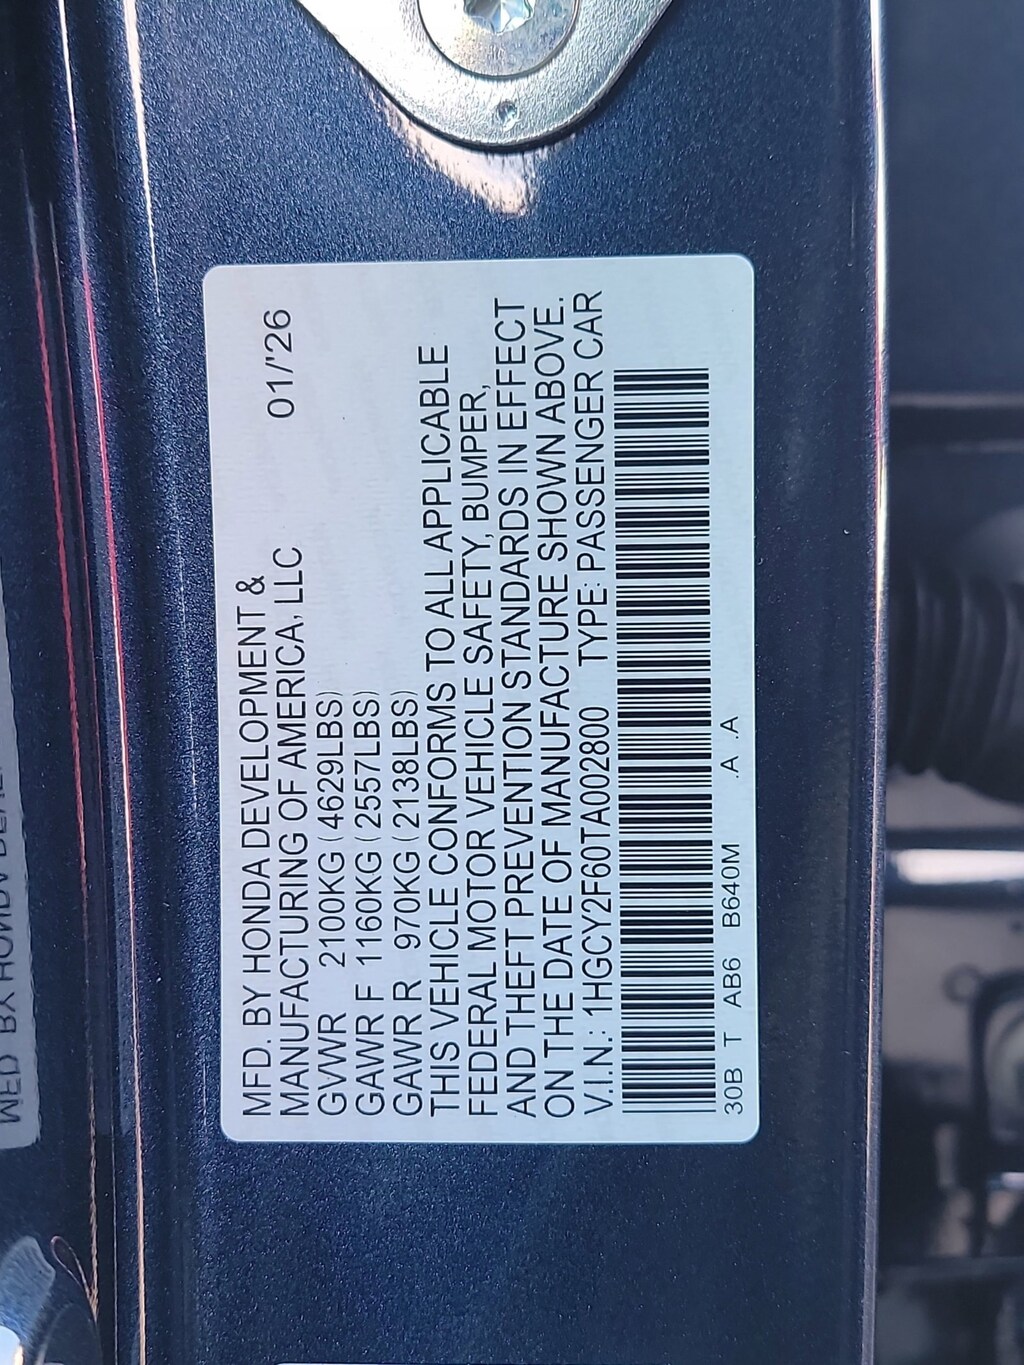 MFD. BY HONDA DEVELOPMENT &
MANUFACTURING OF AMERICA, LLC 01/'26
GVWR 2100KG (4629LBS)
GAWR F 1160KG (2557LBS)
GAWR R 970KG (2138LBS)
THIS VEHICLE CONFORMS TO ALL APPLICABLE
FEDERAL MOTOR VEHICLE SAFETY, BUMPER,
AND THEFT PREVENTION STANDARDS IN EFFECT
ON THE DATE OF MANUFACTURE SHOWN ABOVE.
V.I.N.: 1HGCY2F60TA002800 TYPE: PASSENGER CAR
30B T AB6 B640M .A .A